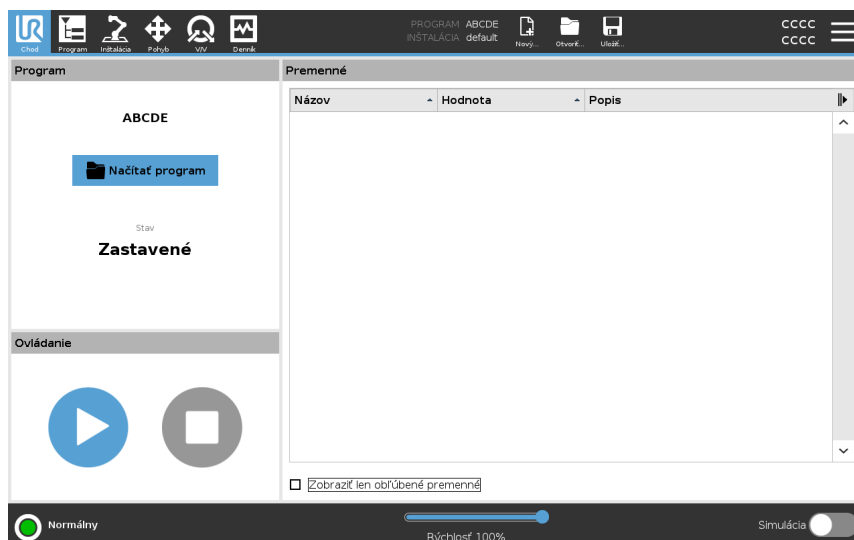 UR
Chod
Program
Inštalácia
Pohyb
V/V
Denník
PROGRAM ABCDE
INŠTALÁCIA default
Nový...
Otvoriť...
Uložiť...
CCCC
CCCC
Program
ABCDE
Načítať program
Stav
Zastavené
Ovládanie
Premenné
Názov
Hodnota
Popis
Zobraziť len obľúbené premenné
Normálny
Rýchlosť 100%
Simulácia